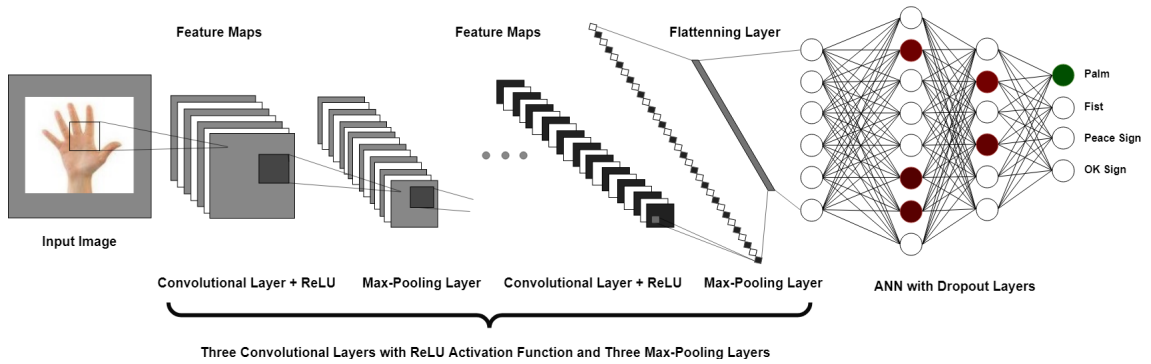 Feature Maps
Feature Maps
Flattenning Layer
Palm
Fist
Peace Sign
OK Sign
Input Image
Convolutional Layer + ReLU
Max-Pooling Layer
Convolutional Layer + ReLU
Max-Pooling Layer
ANN with Dropout Layers
Three Convolutional Layers with ReLU Activation Function and Three Max-Pooling Layers